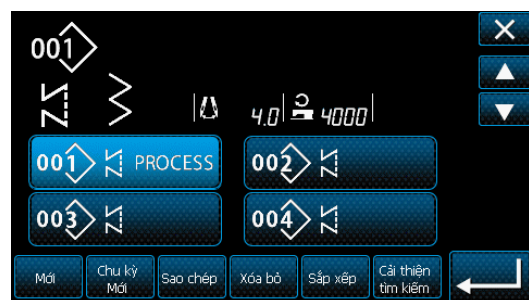 001
4.0 4000
001 PROCESS 002
003 004
Mới Chu kỳ Mới Sao chép Xóa bỏ Sắp xếp Cải thiện tìm kiếm